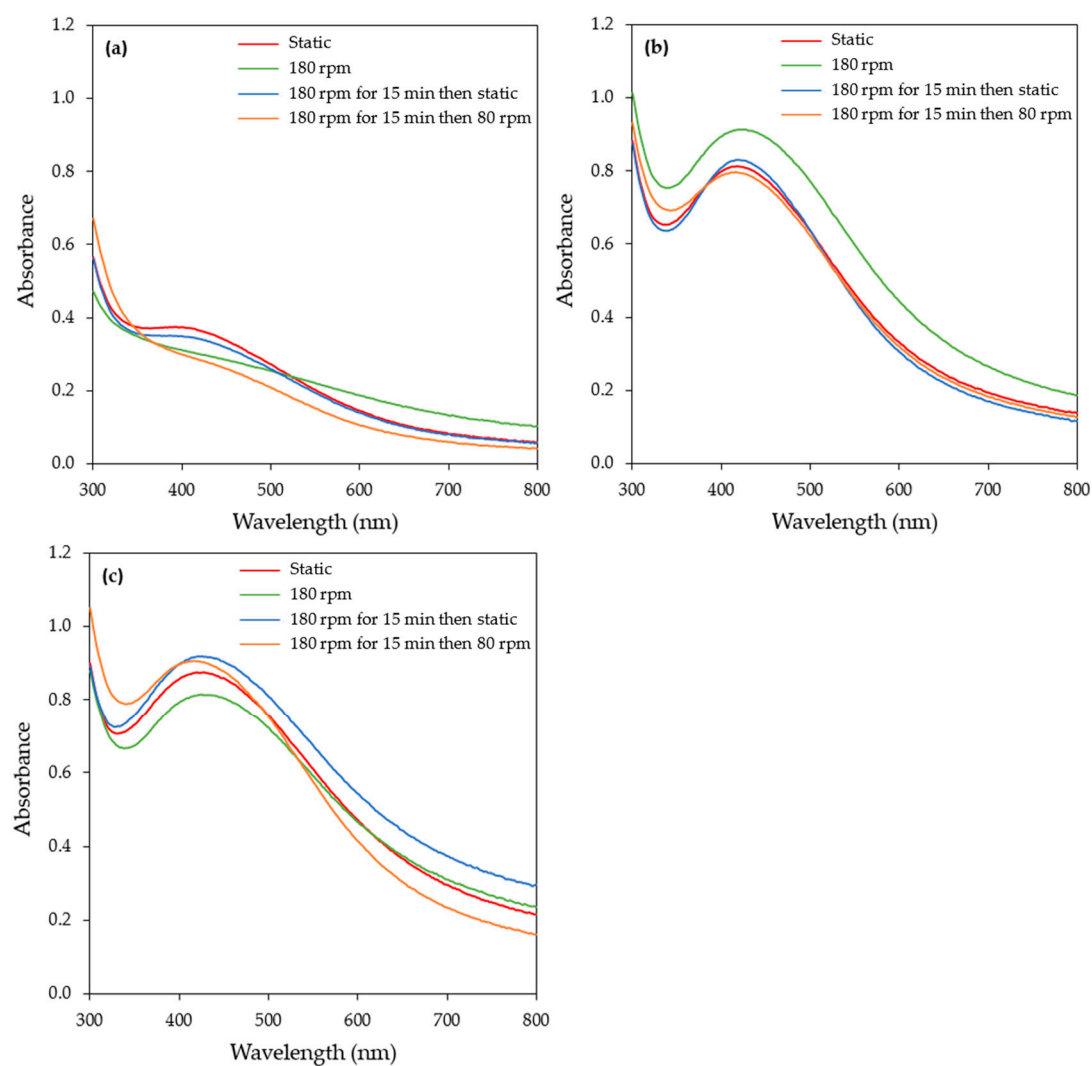 (a)
Static
180 rpm
180 rpm for 15 min then static
180 rpm for 15 min then 80 rpm
1.2
1.0
0.8
0.6
0.4
0.2
0.0
Absorbance
300 400 500 600 700 800
Wavelength (nm)
(b)
Static
180 rpm
180 rpm for 15 min then static
180 rpm for 15 min then 80 rpm
1.2
1.0
0.8
0.6
0.4
0.2
0.0
Absorbance
300 400 500 600 700 800
Wavelength (nm)
(c)
Static
180 rpm
180 rpm for 15 min then static
180 rpm for 15 min then 80 rpm
1.2
1.0
0.8
0.6
0.4
0.2
0.0
Absorbance
300 400 500 600 700 800
Wavelength (nm)